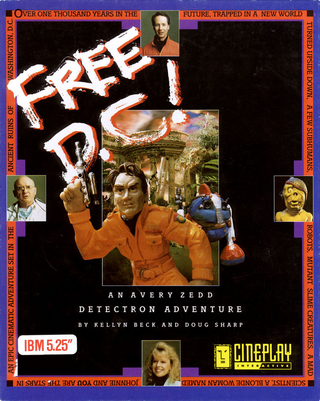 OVER ONE THOUSAND YEARS IN THE FUTURE, TRAPPED IN A NEW WORLD
TURNED UPSIDE DOWN. A FEW SUBHUMANS,
ROBOTS, MUTANT SLIME CREATURES, A MAD
SCIENTIST, A BLONDE WOMAN NAMED JOHNNIE AND YOU ARE THE STARS IN
AN EPIC CINEMATIC ADVENTURE SET IN THE
ANCIENT RUINS OF WASHINGTON, D.C.
FREE
D.C!
AN AVERY ZEDD
DETECTRON ADVENTURE
BY KELLYN BECK AND DOUG SHARP
IBM 5.25"
CINEPLAY
INTERACTIVE